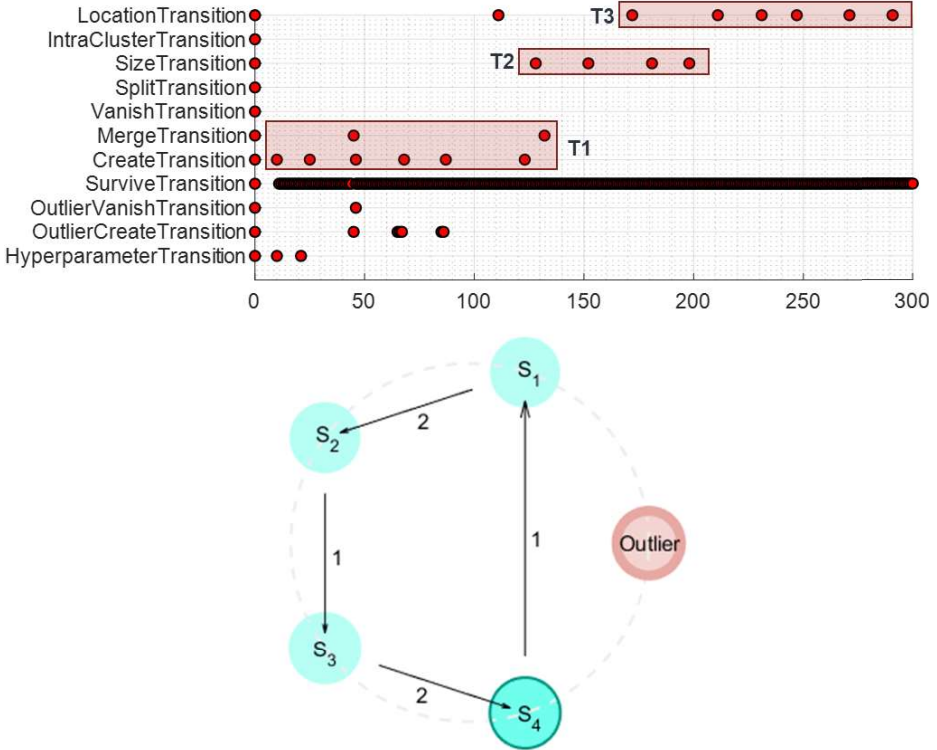 LocationTransition
T3
IntraClusterTransition
SizeTransition
T2
SplitTransition
VanishTransition
MergeTransition
T1
CreateTransition
SurviveTransition
OutlierVanishTransition
OutlierCreateTransition
HyperparameterTransition
0 50 100 150 200 250 300
S1
2
S2
1
1
Outlier
S3
2
S4